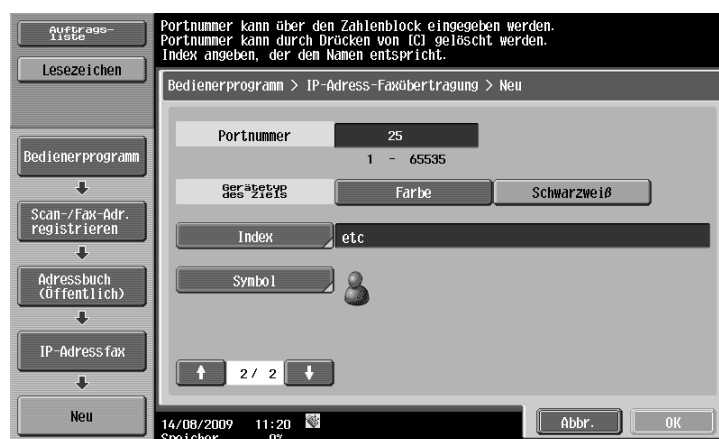 Auftrags-
liste
Lesezeichen
Portnummer kann über den Zahlenblock eingegeben werden.
Portnummer kann durch Drücken von [C] gelöscht werden.
Index angeben, der dem Namen entspricht.
Bedienerprogramm > IP-Adress-Faxübertragung > Neu
Bedienerprogramm
Scan-/Fax-Adr.
registrieren
Adressbuch
(Öffentlich)
IP-Adressfax
Neu
Portnummer 25
1 - 65535
Gerätetyp
des Ziels
Farbe Schwarzweiß
Index etc
Symbol
2/ 2
14/08/2009 11:20
Speicher 0%
Abbr. OK